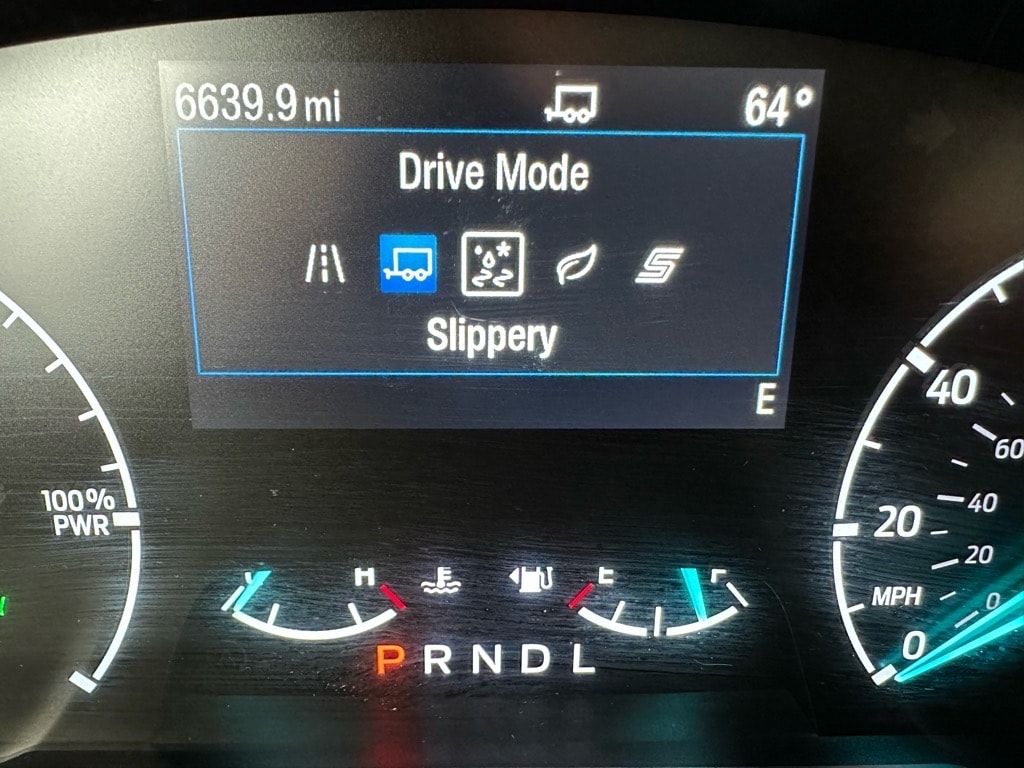 6639.9 mi 64°
Drive Mode
Slippery
E
40
60
100%
PWR
20
40
20
MPH
0
0
H
E
F
P R N D L